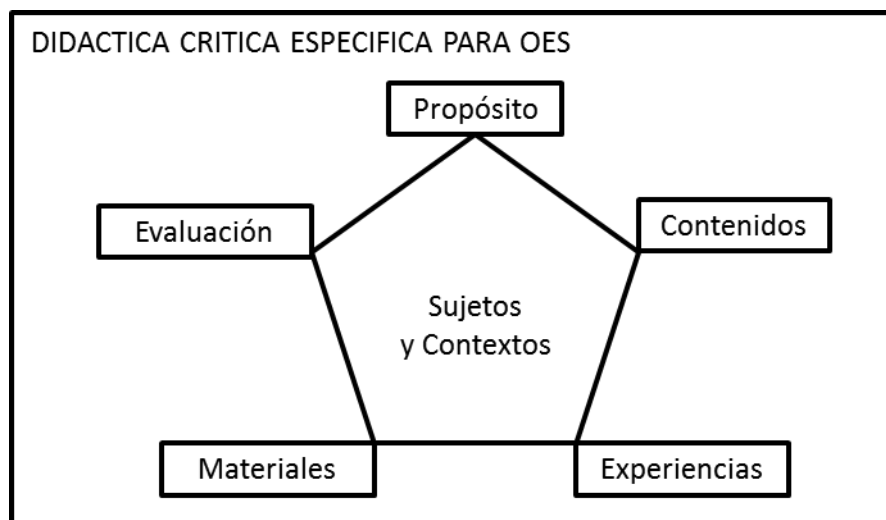 DIDACTICA CRITICA ESPECIFICA PARA OES
Propósito
Evaluación
Contenidos
Sujetos
y Contextos
Materiales
Experiencias